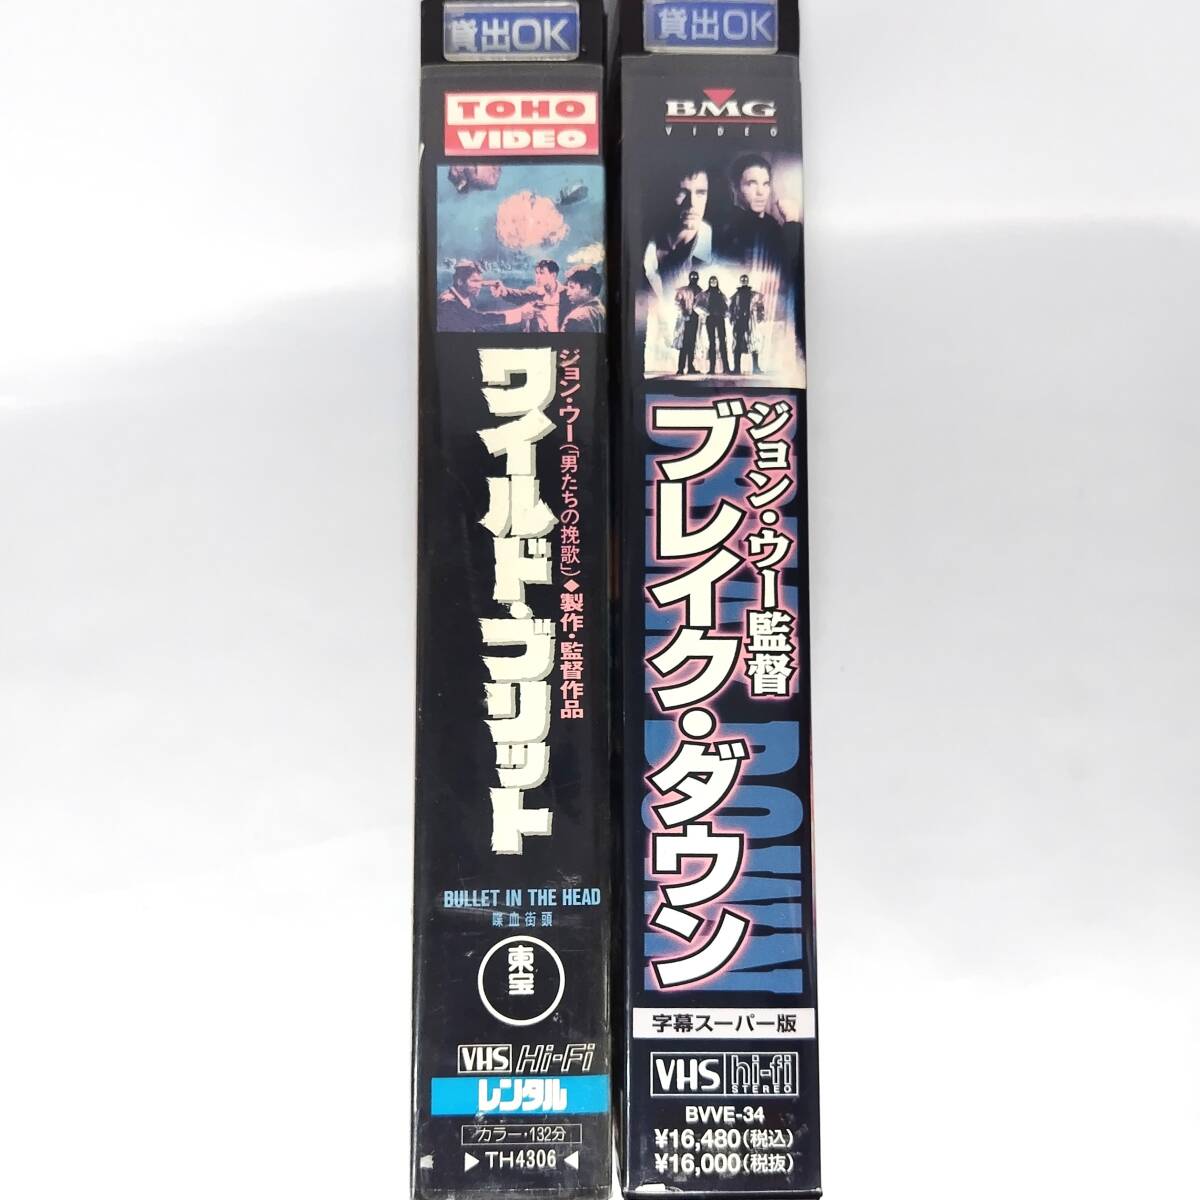 貸出OK
TOHO
VIDEO
ジョン・ウー(「男たちの挽歌」)◆製作・監督作品
ワイルド・ブリット
BULLET IN THE HEAD
喋血街頭
東宝
VHS Hi-Fi
レンタル
カラー・132分
▶TH4306◀
貸出OK
BMG
VIDEO
ジョン・ウー監督
ブレイク・ダウン
字幕スーパー版
VHS hi-fi
STEREO
BVVE-34
¥16,480(税込)
¥16,000(税抜)